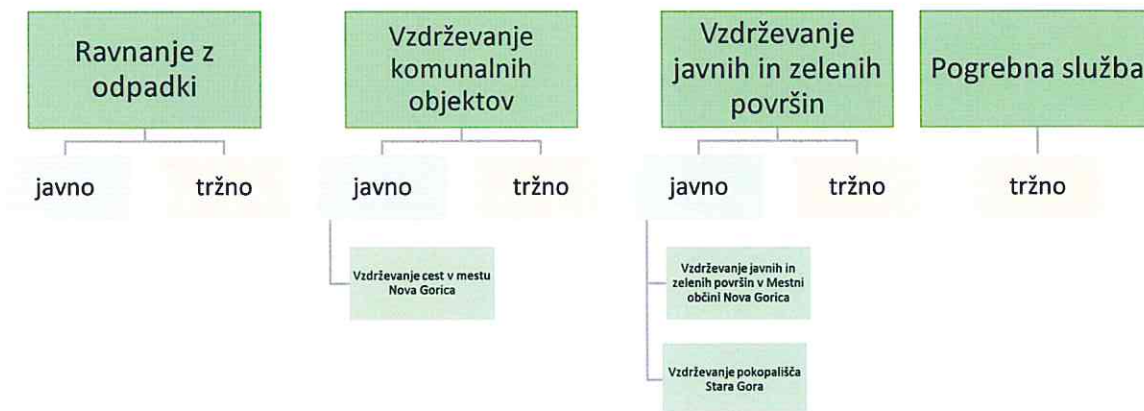 Ravnanje z
odpadki
javno
tržno
Vzdrževanje
komunalnih
objektov
javno
tržno
Vzdrževanje cest v mestu
Nova Gorica
Vzdrževanje
javnih in zelenih
površin
javno
tržno
Vzdrževanje javnih in
zelenih površin v Mestni
občini Nova Gorica
Vzdrževanje pokopališča
Stara Gora
Pogrebna služba
tržno